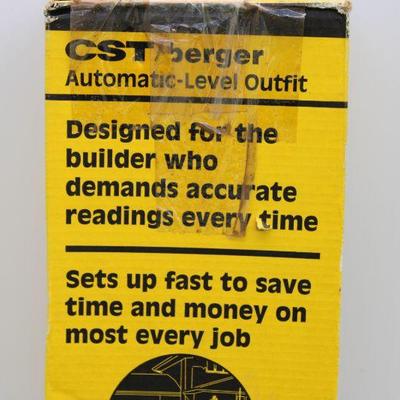 CST/berger
Automatic-Level Outfit
Designed for the
builder who
demands accurate
readings every time
Sets up fast to save
time and money on
most every job